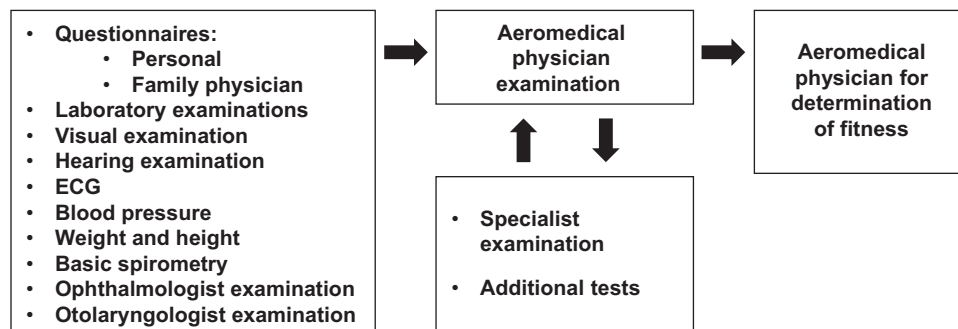 • Questionnaires:
• Personal
• Family physician
• Laboratory examinations
• Visual examination
• Hearing examination
• ECG
• Blood pressure
• Weight and height
• Basic spirometry
• Ophthalmologist examination
• Otolaryngologist examination
Aeromedical
physician
examination
• Specialist
examination
• Additional tests
Aeromedical
physician for
determination
of fitness